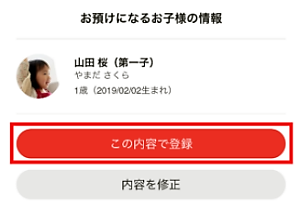 お預けになるお子様の情報
山田 桜（第一子）
やまだ さくら
1歳（2019/02/02生まれ）
この内容で登録
内容を修正